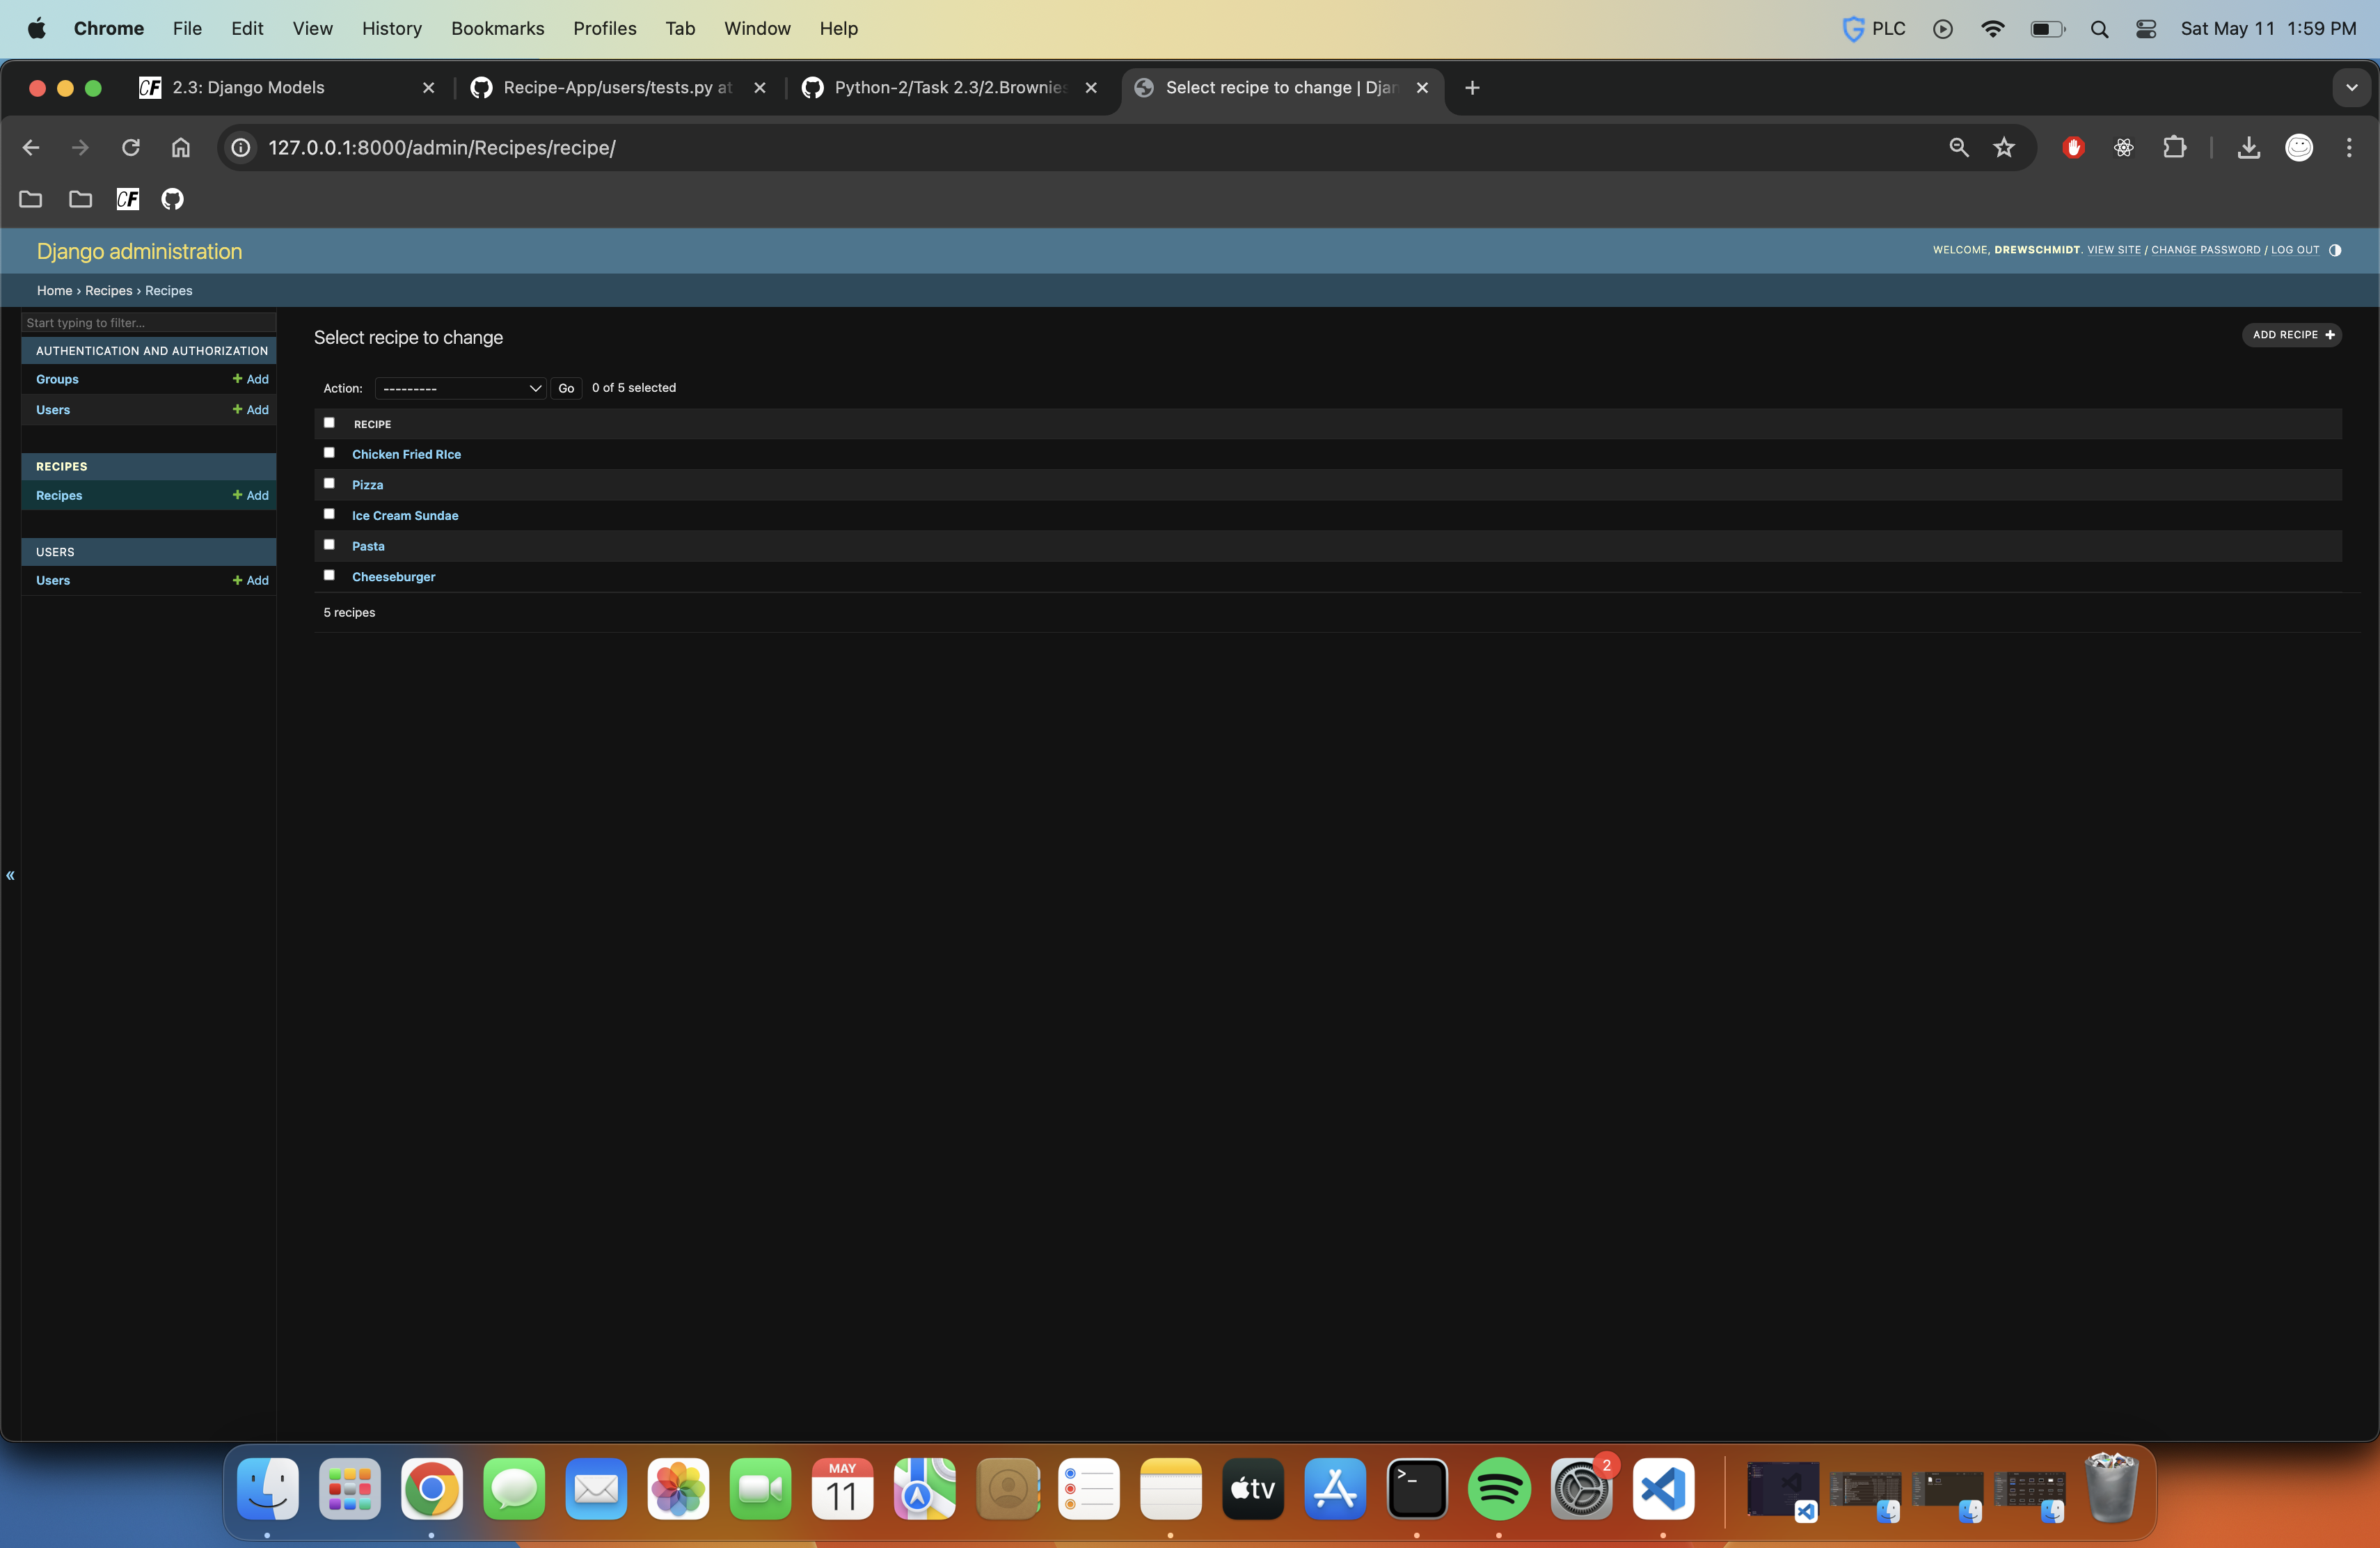 Chrome File Edit View History Bookmarks Profiles Tab Window Help PLC Sat May 11 1:59 PM
CF 2.3: Django Models Recipe-App/users/tests.py at Python-2/Task 2.3/2.Brownies Select recipe to change | Djan
127.0.0.1:8000/admin/Recipes/recipe/
CF
Django administration
WELCOME, DREWSCHMIDT. VIEW SITE / CHANGE PASSWORD / LOG OUT
Home › Recipes › Recipes
Start typing to filter...
AUTHENTICATION AND AUTHORIZATION
Groups + Add
Users + Add
RECIPES
Recipes + Add
USERS
Users + Add
«
Select recipe to change
ADD RECIPE +
Action: --------- Go 0 of 5 selected
RECIPE
Chicken Fried RIce
Pizza
Ice Cream Sundae
Pasta
Cheeseburger
5 recipes
MAY
11
tv
>_
2